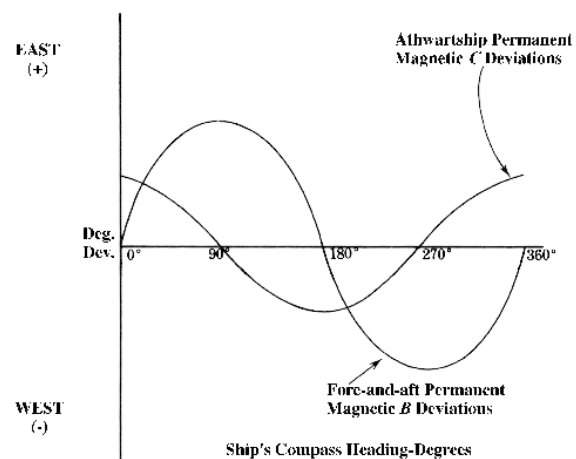 EAST
(+)
Athwartship Permanent
Magnetic C Deviations
Deg.
Dev.
0°
90°
180°
270°
360°
Fore-and-aft Permanent
Magnetic B Deviations
WEST
(-)
Ship's Compass Heading-Degrees